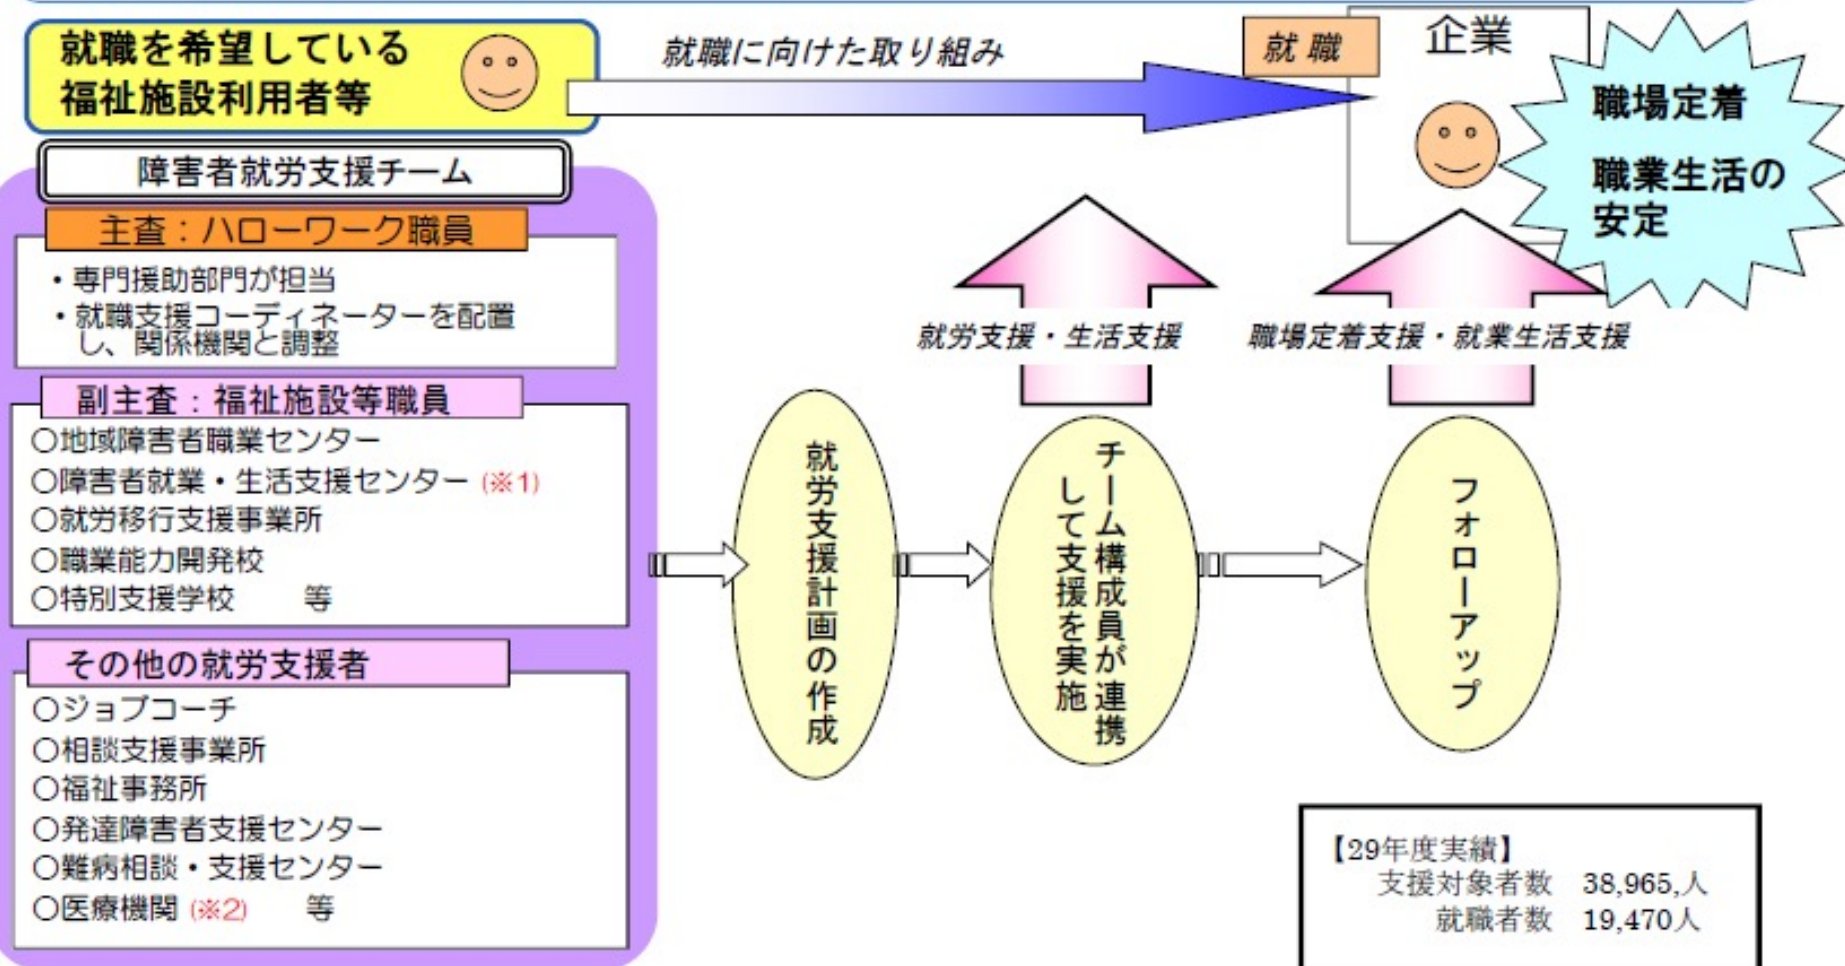 就職を希望している
福祉施設利用者等
就職に向けた取り組み
就 職
企業
職場定着
職業生活の
安定
障害者就労支援チーム
主査：ハローワーク職員
・専門援助部門が担当
・就職支援コーディネーターを配置
し、関係機関と調整
副主査：福祉施設等職員
○地域障害者職業センター
○障害者就業・生活支援センター (※1)
○就労移行支援事業所
○職業能力開発校
○特別支援学校　　等
その他の就労支援者
○ジョブコーチ
○相談支援事業所
○福祉事務所
○発達障害者支援センター
○難病相談・支援センター
○医療機関 (※2)　　等
就労支援計画の作成
就労支援・生活支援
チーム構成員が連携
して支援を実施
職場定着支援・就業生活支援
フォローアップ
【29年度実績】
支援対象者数　38,965,人
就職者数　19,470人